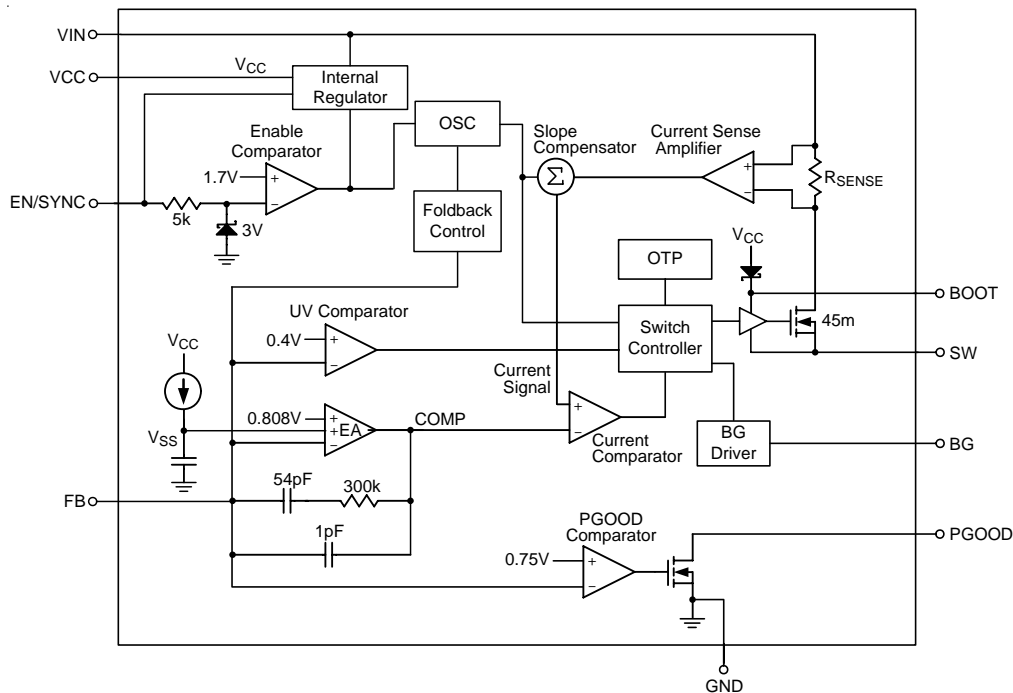 VIN
VCC
VCC
Internal
Regulator
OSC
Enable
Comparator
1.7V
+
−
EN/SYNC
5k
3V
Foldback
Control
Slope
Compensator
Σ
Current Sense
Amplifier
+
−
RSENSE
VCC
OTP
BOOT
45m
SW
Switch
Controller
UV Comparator
0.4V
+
−
Current
Signal
+
−
Current
Comparator
VCC
0.808V
+
+EA
−
COMP
VSS
BG
Driver
BG
FB
54pF
300k
1pF
PGOOD
Comparator
0.75V
+
−
PGOOD
GND